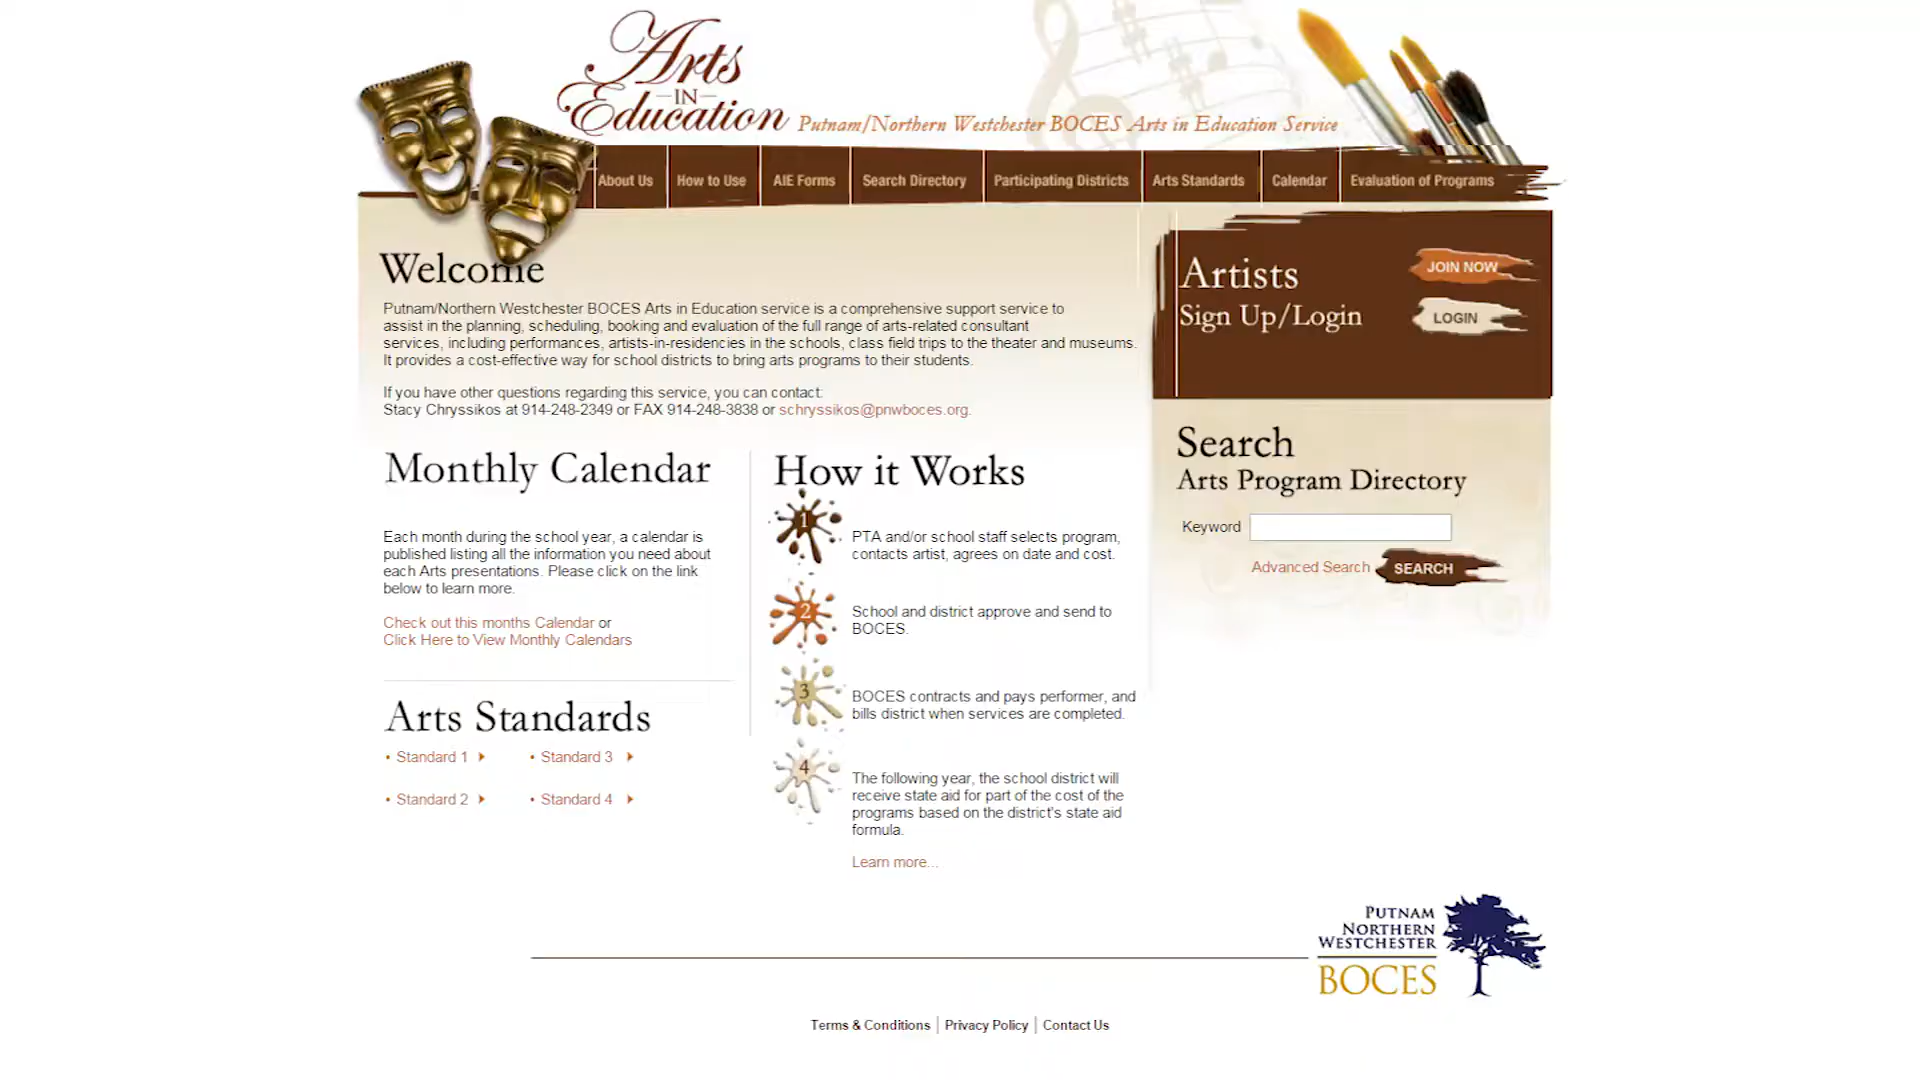 Arts
IN
Education
Putnam/Northern Westchester BOCES Arts in Education Service
About Us
How to Use
AIE Forms
Search Directory
Participating Districts
Arts Standards
Calendar
Evaluation of Programs
Welcome
Putnam/Northern Westchester BOCES Arts in Education service is a comprehensive support service to
assist in the planning, scheduling, booking and evaluation of the full range of arts-related consultant
services, including performances, artists-in-residencies in the schools, class field trips to the theater and museums.
It provides a cost-effective way for school districts to bring arts programs to their students.
If you have other questions regarding this service, you can contact:
Stacy Chryssikos at 914-248-2349 or FAX 914-248-3838 or schryssikos@pnwboces.org.
Monthly Calendar
Each month during the school year, a calendar is
published listing all the information you need about
each Arts presentations. Please click on the link
below to learn more.
Check out this months Calendar or
Click Here to View Monthly Calendars
Arts Standards
• Standard 1
• Standard 3
• Standard 2
• Standard 4
How it Works
1
PTA and/or school staff selects program,
contacts artist, agrees on date and cost.
2
School and district approve and send to
BOCES.
3
BOCES contracts and pays performer, and
bills district when services are completed.
4
The following year, the school district will
receive state aid for part of the cost of the
programs based on the district's state aid
formula.
Learn more...
Artists
Sign Up/Login
JOIN NOW
LOGIN
Search
Arts Program Directory
Keyword
Advanced Search
SEARCH
PUTNAM
NORTHERN
WESTCHESTER
BOCES
Terms & Conditions | Privacy Policy | Contact Us